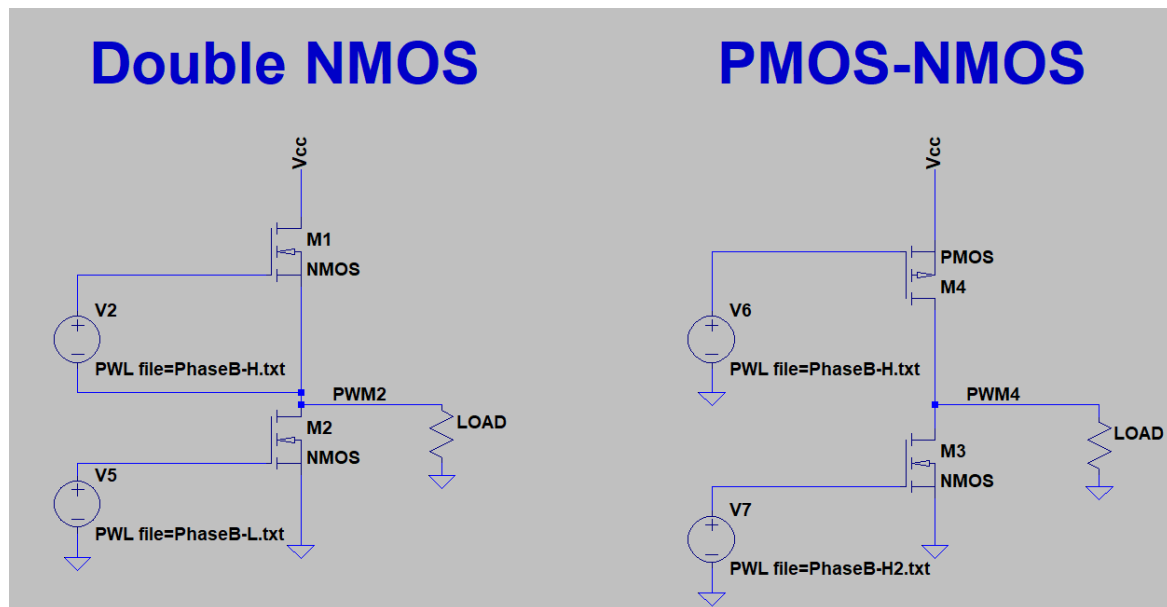 Double NMOS
PMOS-NMOS
Vcc
M1
NMOS
V2
PWL file=PhaseB-H.txt
PWM2
M2
NMOS
LOAD
V5
PWL file=PhaseB-L.txt
Vcc
PMOS
M4
V6
PWL file=PhaseB-H.txt
PWM4
M3
NMOS
LOAD
V7
PWL file=PhaseB-H2.txt